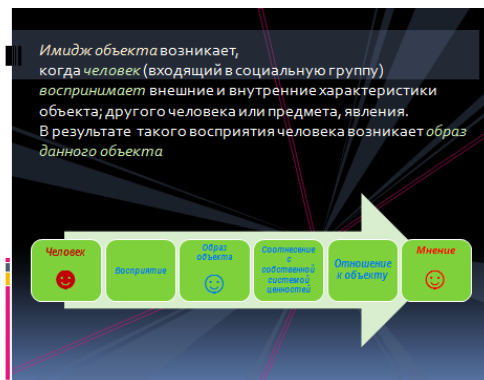 Имидж объекта возникает,
когда человек (входящий в социальную группу)
воспринимает внешние и внутренние характеристики
объекта; другого человека или предмета, явления.
В результате такого восприятия человека возникает образ
данного объекта
Человек
Восприятие
Образ
объекта
Соотнесение
с
собственной
системой
ценностей
Отношение
к объекту
Мнение